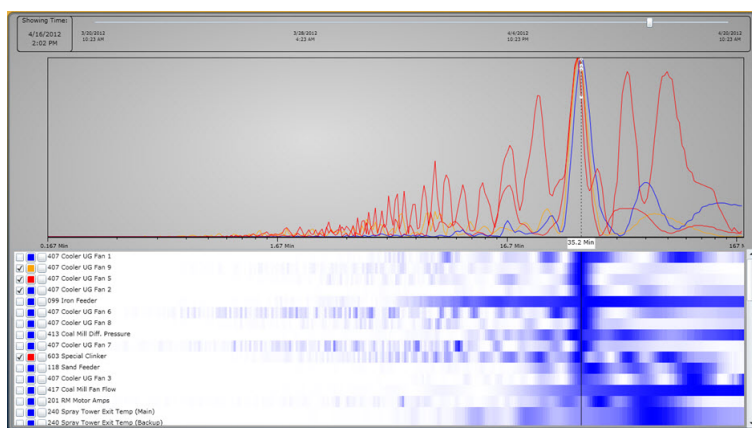 Showing Time:
4/16/2012
2:02 PM
3/20/2012
10:23 AM
3/28/2012
4:23 AM
4/4/2012
10:23 PM
4/20/2012
10:23 AM
0.167 Min
1.67 Min
16.7 Min
35.2 Min
167 M
407 Cooler UG Fan 1
407 Cooler UG Fan 9
407 Cooler UG Fan 5
407 Cooler UG Fan 2
099 Iron Feeder
407 Cooler UG Fan 6
407 Cooler UG Fan 8
413 Coal Mill Diff. Pressure
407 Cooler UG Fan 7
603 Special Clinker
118 Sand Feeder
407 Cooler UG Fan 3
417 Coal Mill Fan Flow
201 RM Motor Amps
240 Spray Tower Exit Temp (Main)
240 Spray Tower Exit Temp (Backup)